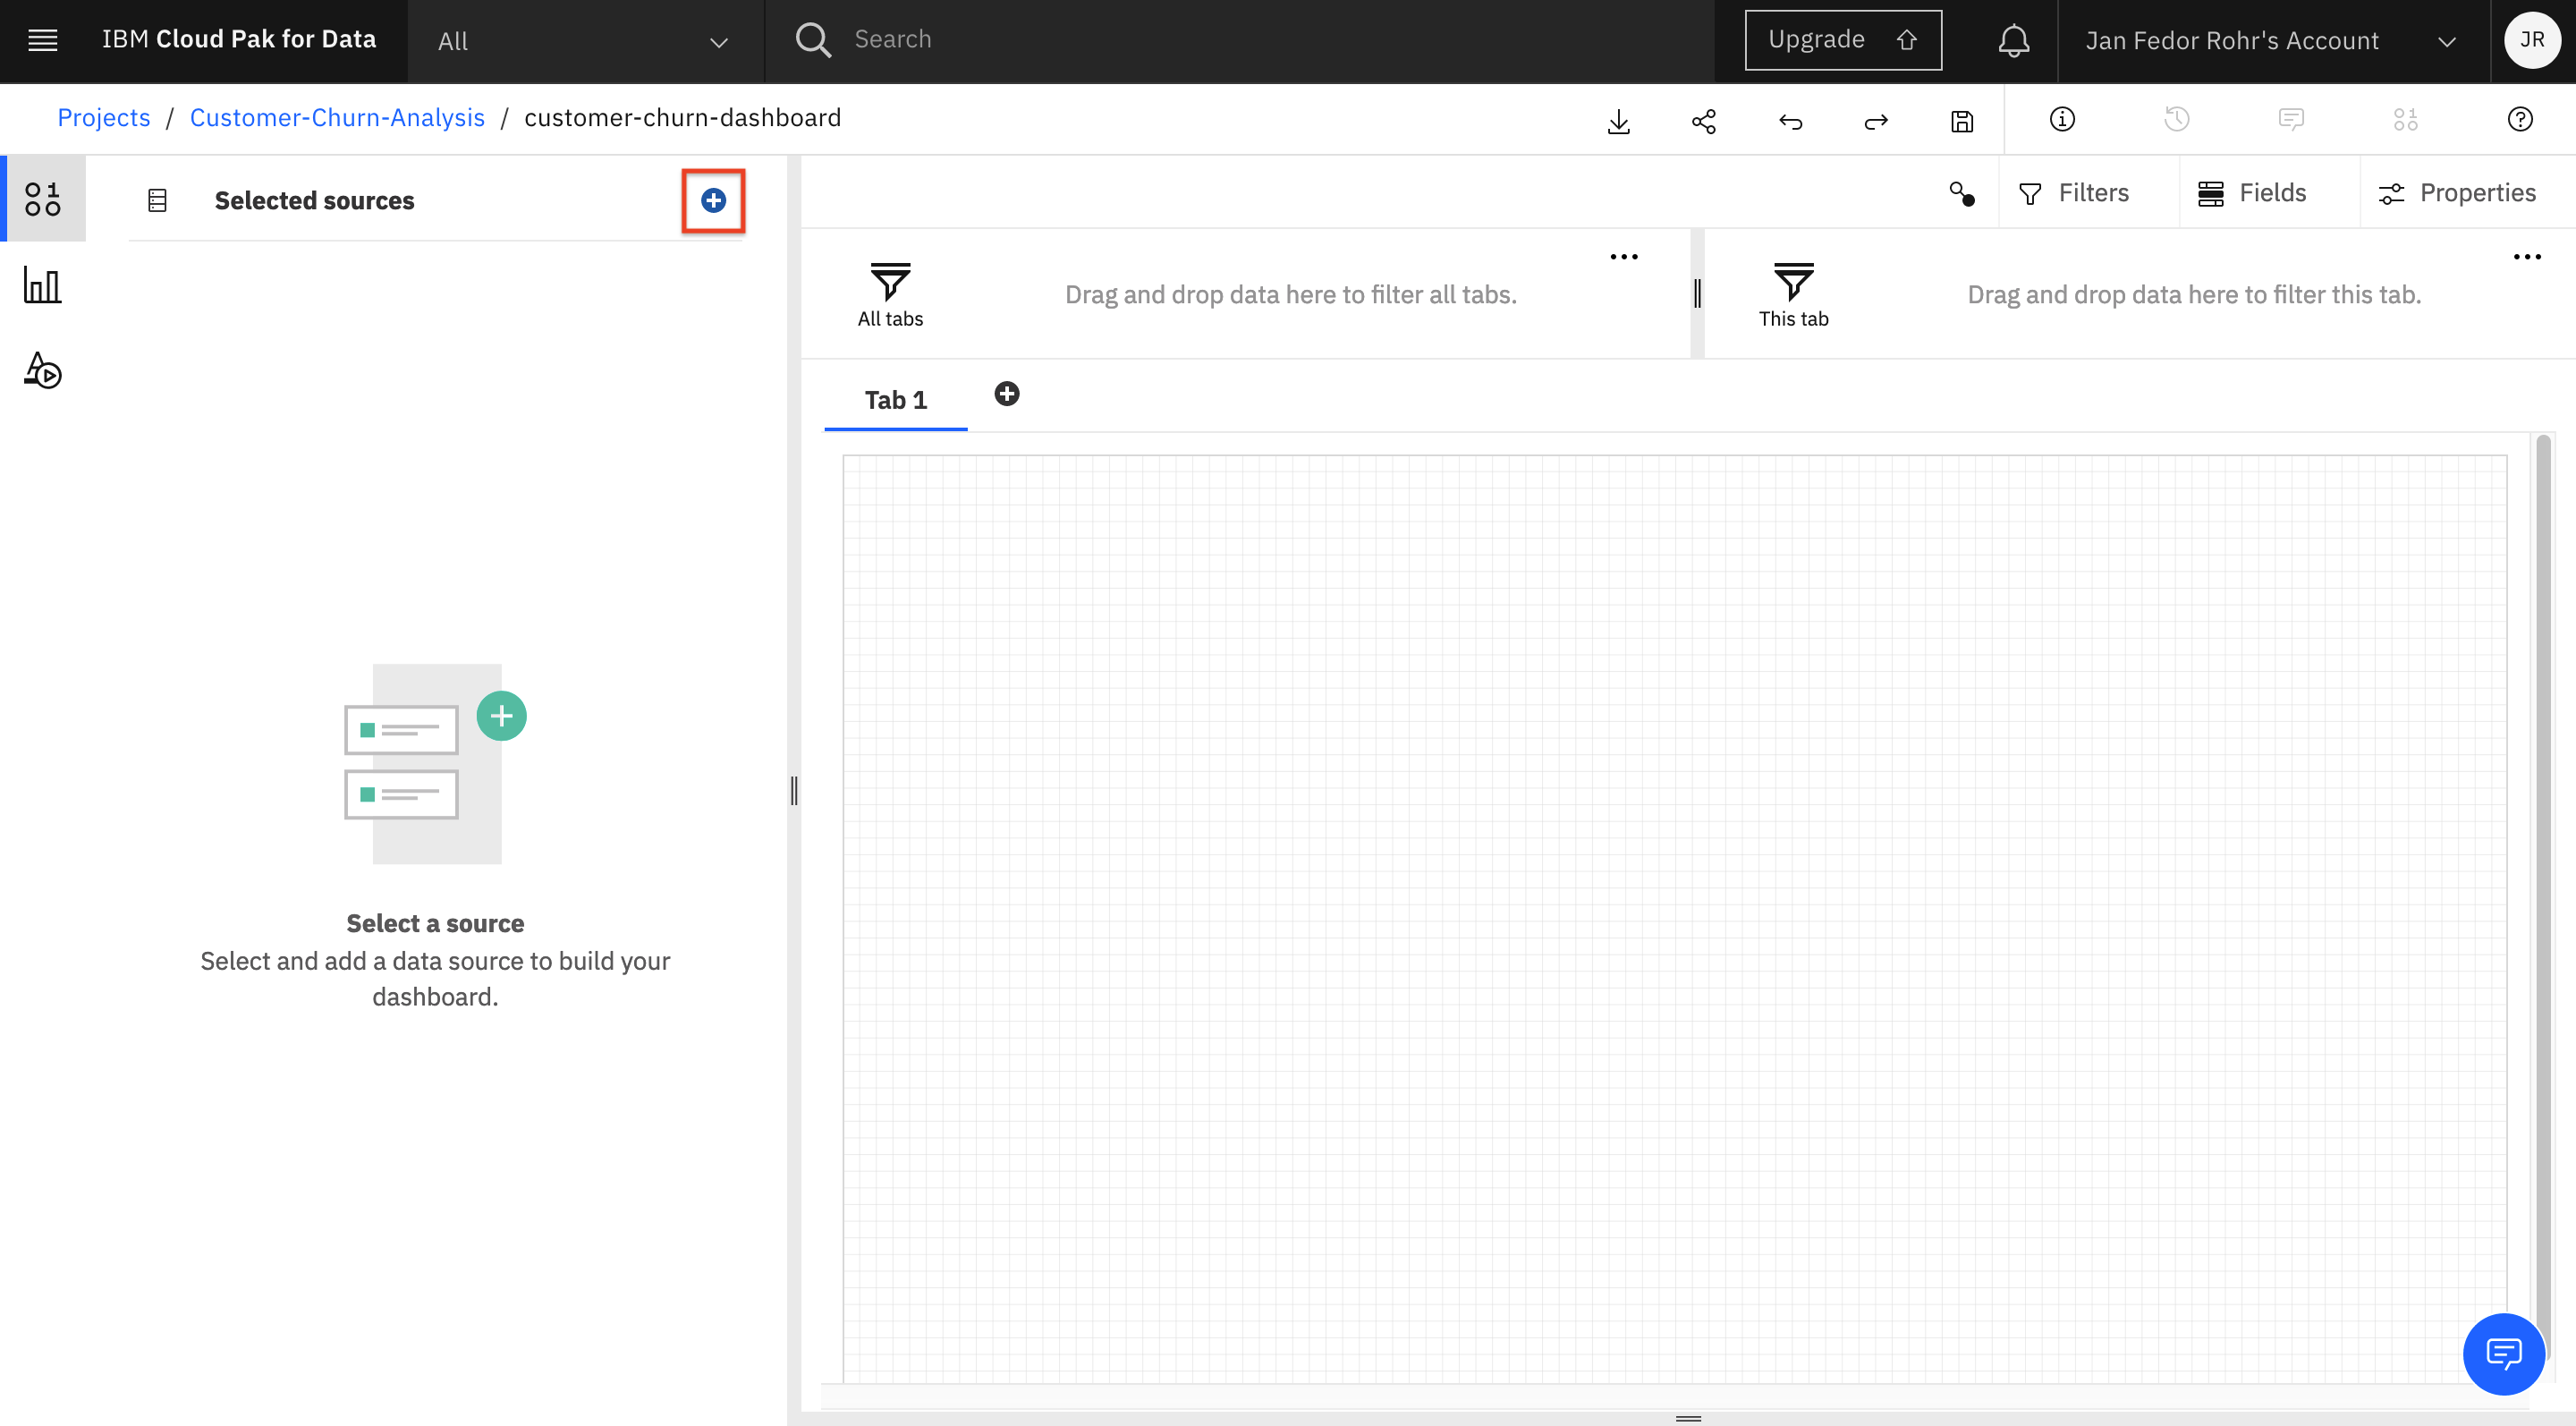 IBM Cloud Pak for Data
All
Search
Upgrade
Jan Fedor Rohr's Account
JR
Projects / Customer-Churn-Analysis / customer-churn-dashboard
Selected sources
Filters
Fields
Properties
All tabs
Drag and drop data here to filter all tabs.
This tab
Drag and drop data here to filter this tab.
Tab 1
Select a source
Select and add a data source to build your
dashboard.